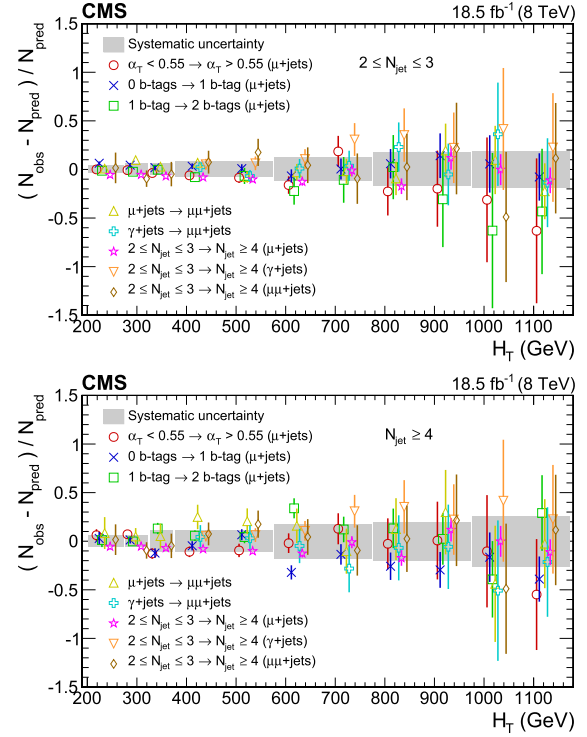 CMS 18.5 fb⁻¹ (8 TeV)
( N_obs - N_pred ) / N_pred
1.5
1
0.5
0
-0.5
-1
-1.5
Systematic uncertainty
α_T < 0.55 → α_T > 0.55 (μ+jets)
0 b-tags → 1 b-tag (μ+jets)
1 b-tag → 2 b-tags (μ+jets)
2 ≤ N_jet ≤ 3
μ+jets → μμ+jets
γ+jets → μμ+jets
2 ≤ N_jet ≤ 3 → N_jet ≥ 4 (μ+jets)
2 ≤ N_jet ≤ 3 → N_jet ≥ 4 (γ+jets)
2 ≤ N_jet ≤ 3 → N_jet ≥ 4 (μμ+jets)
200 300 400 500 600 700 800 900 1000 1100
H_T (GeV)
CMS 18.5 fb⁻¹ (8 TeV)
( N_obs - N_pred ) / N_pred
1.5
1
0.5
0
-0.5
-1
-1.5
Systematic uncertainty
α_T < 0.55 → α_T > 0.55 (μ+jets)
0 b-tags → 1 b-tag (μ+jets)
1 b-tag → 2 b-tags (μ+jets)
N_jet ≥ 4
μ+jets → μμ+jets
γ+jets → μμ+jets
2 ≤ N_jet ≤ 3 → N_jet ≥ 4 (μ+jets)
2 ≤ N_jet ≤ 3 → N_jet ≥ 4 (γ+jets)
2 ≤ N_jet ≤ 3 → N_jet ≥ 4 (μμ+jets)
200 300 400 500 600 700 800 900 1000 1100
H_T (GeV)